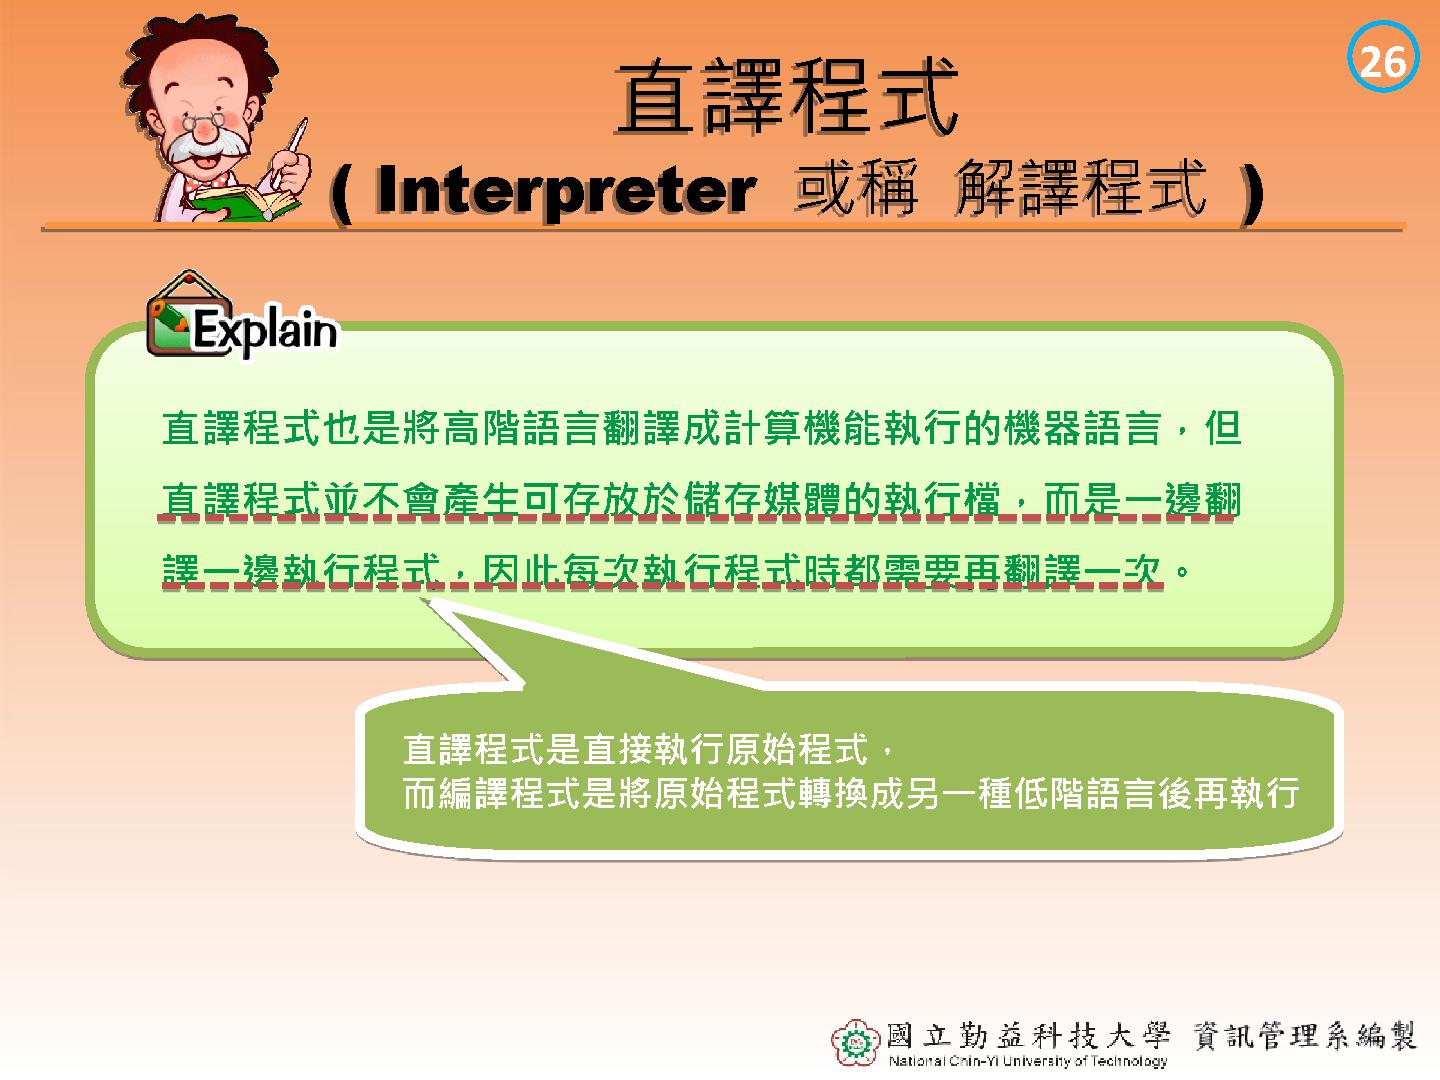 26
直譯程式
( Interpreter 或稱 解譯程式 )
Explain
直譯程式也是將高階語言翻譯成計算機能執行的機器語言，但
直譯程式並不會產生可存放於儲存媒體的執行檔，而是一邊翻
譯一邊執行程式，因此每次執行程式時都需要再翻譯一次。
直譯程式是直接執行原始程式，
而編譯程式是將原始程式轉換成另一種低階語言後再執行
國立勤益科技大學 資訊管理系編製
National Chin-Yi University of Technology